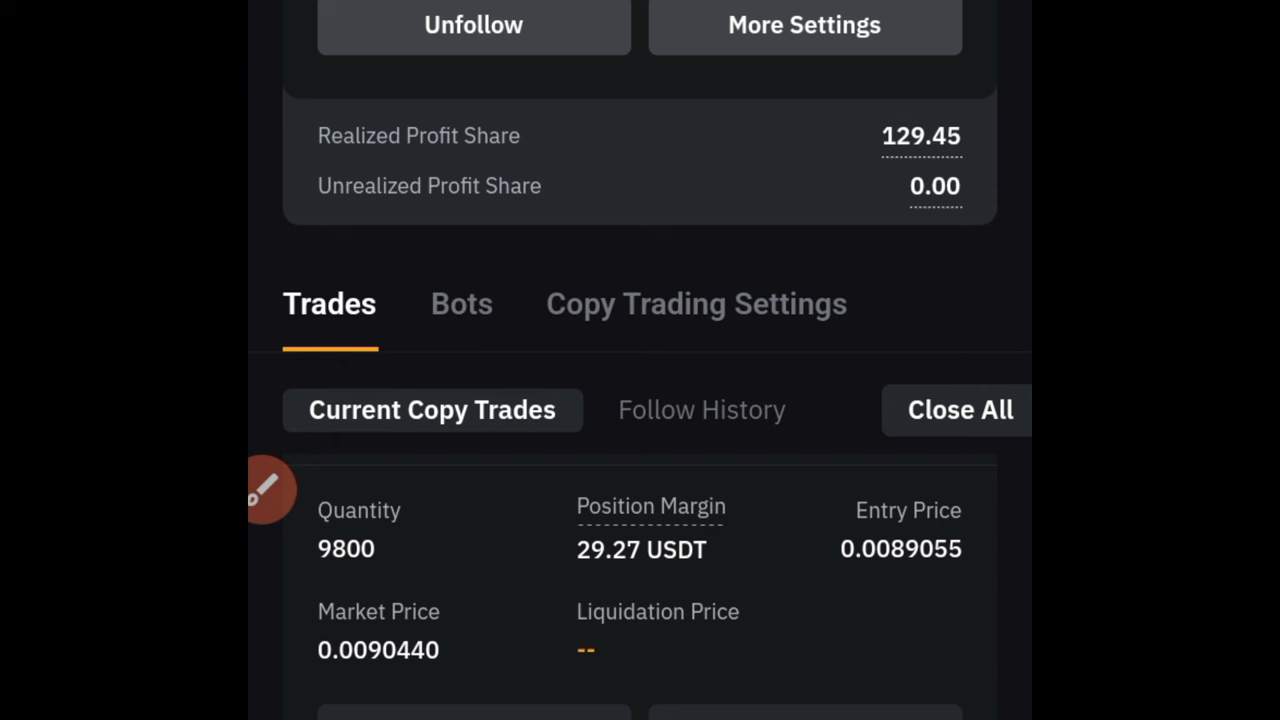 Unfollow More Settings
Realized Profit Share 129.45
Unrealized Profit Share 0.00
Trades Bots Copy Trading Settings
Current Copy Trades Follow History Close All
Quantity Position Margin Entry Price
9800 29.27 USDT 0.0089055
Market Price Liquidation Price
0.0090440 --